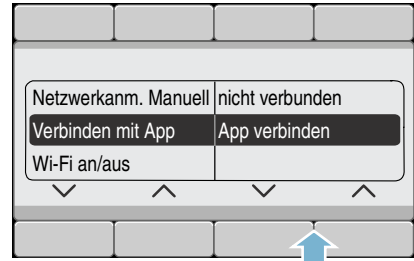 Netzwerkanm. Manuell nicht verbunden
Verbinden mit App App verbinden
Wi-Fi an/aus